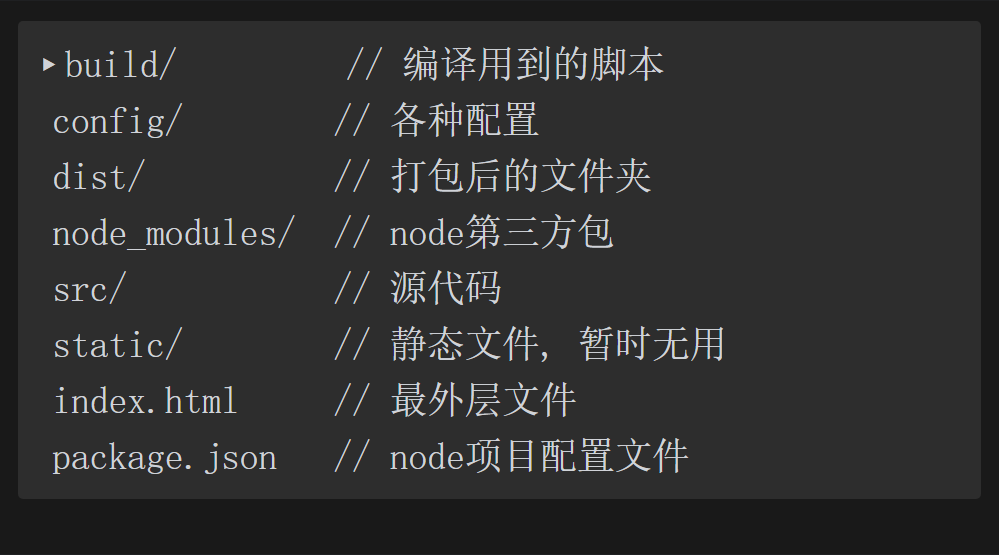 ▸build/ // 编译用到的脚本
config/ // 各种配置
dist/ // 打包后的文件夹
node_modules/ // node第三方包
src/ // 源代码
static/ // 静态文件, 暂时无用
index.html // 最外层文件
package.json // node项目配置文件